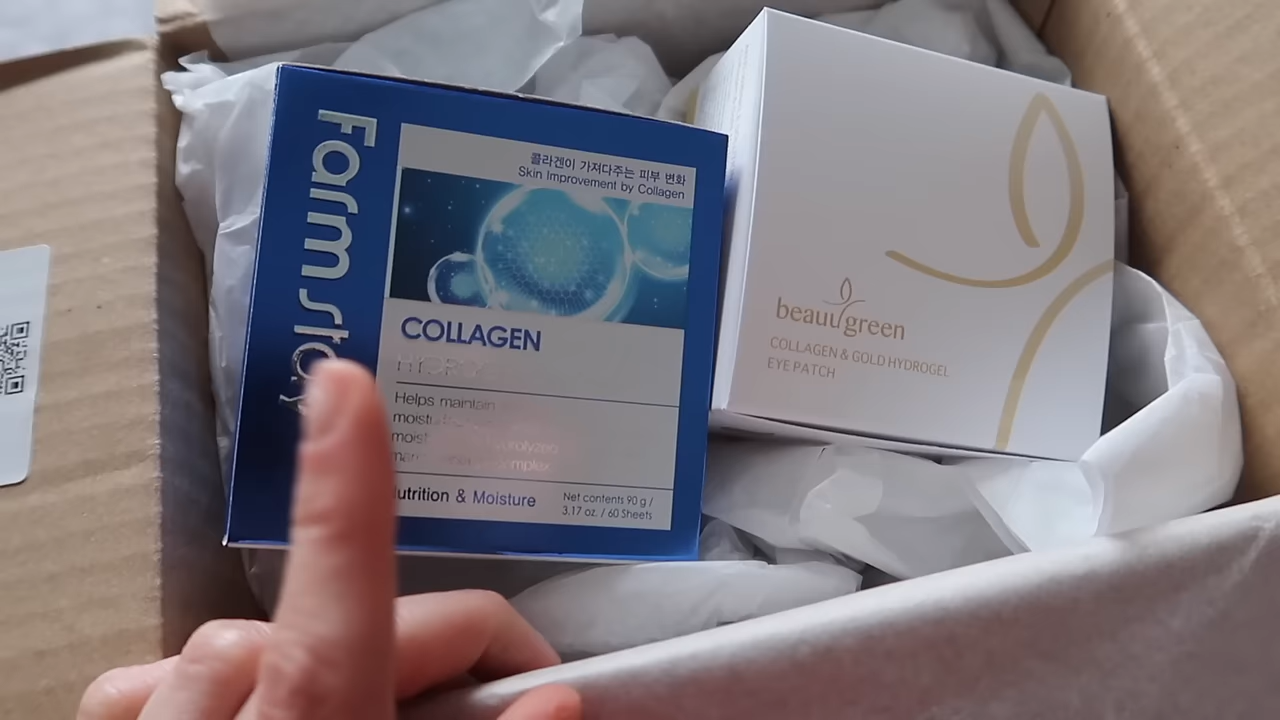 Farm stay
콜라겐이 가져다주는 피부 변화
Skin Improvement by Collagen
COLLAGEN
Helps maintain
Nutrition & Moisture
Net contents 90 g /
3.17 oz. / 60 Sheets
beauugreen
COLLAGEN & GOLD HYDROGEL
EYE PATCH